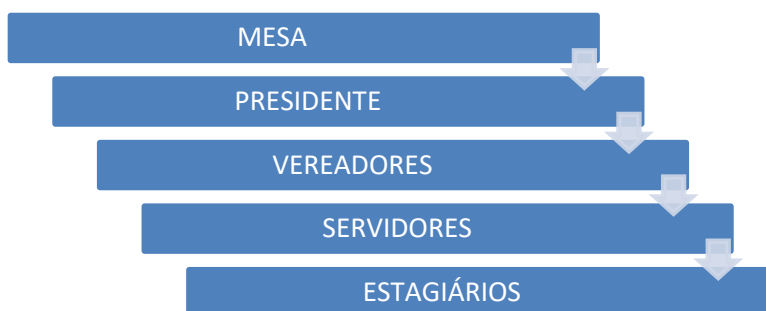 MESA
PRESIDENTE
VEREADORES
SERVIDORES
ESTAGIÁRIOS